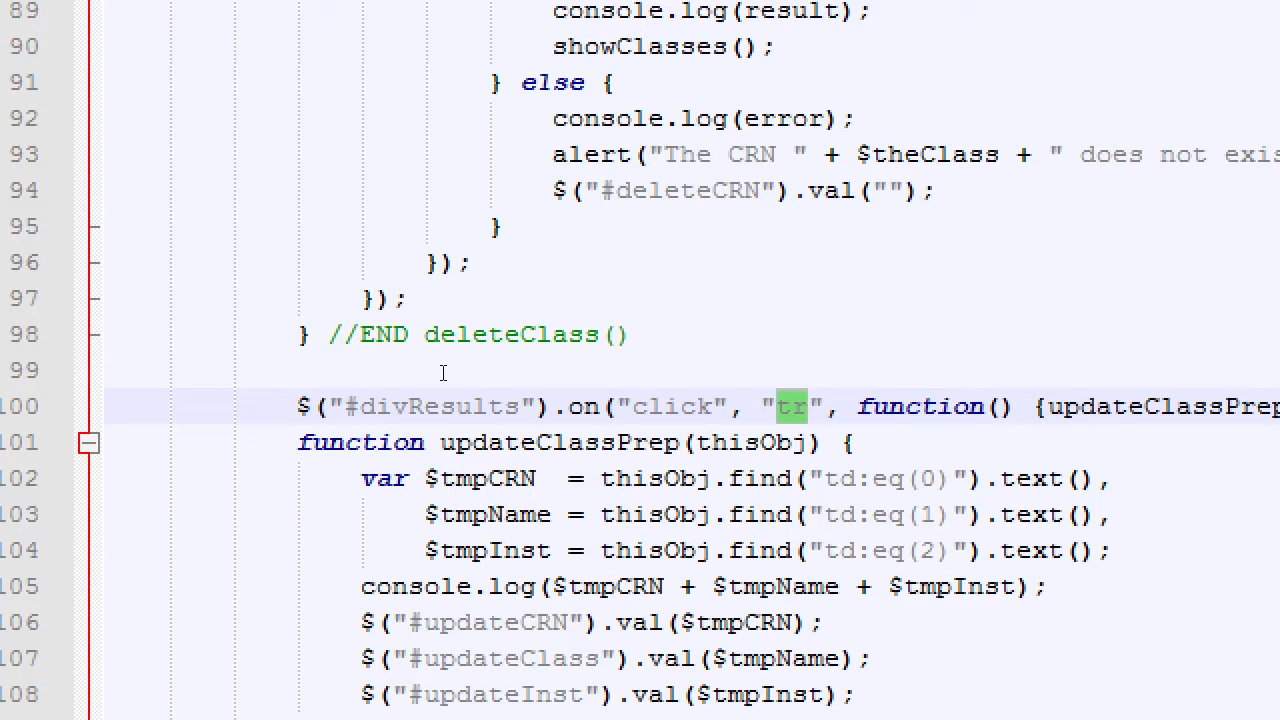 89 console.log(result);
90 showClasses();
91 } else {
92 console.log(error);
93 alert("The CRN " + $theClass + " does not exis
94 $("#deleteCRN").val("");
95 }
96 });
97 });
98 } //END deleteClass()
99
100 $("#divResults").on("click", "tr", function() {updateClassPrep
101 function updateClassPrep(thisObj) {
102 var $tmpCRN  = thisObj.find("td:eq(0)").text(),
103 $tmpName = thisObj.find("td:eq(1)").text(),
104 $tmpInst = thisObj.find("td:eq(2)").text();
105 console.log($tmpCRN + $tmpName + $tmpInst);
106 $("#updateCRN").val($tmpCRN);
107 $("#updateClass").val($tmpName);
108 $("#updateInst").val($tmpInst);